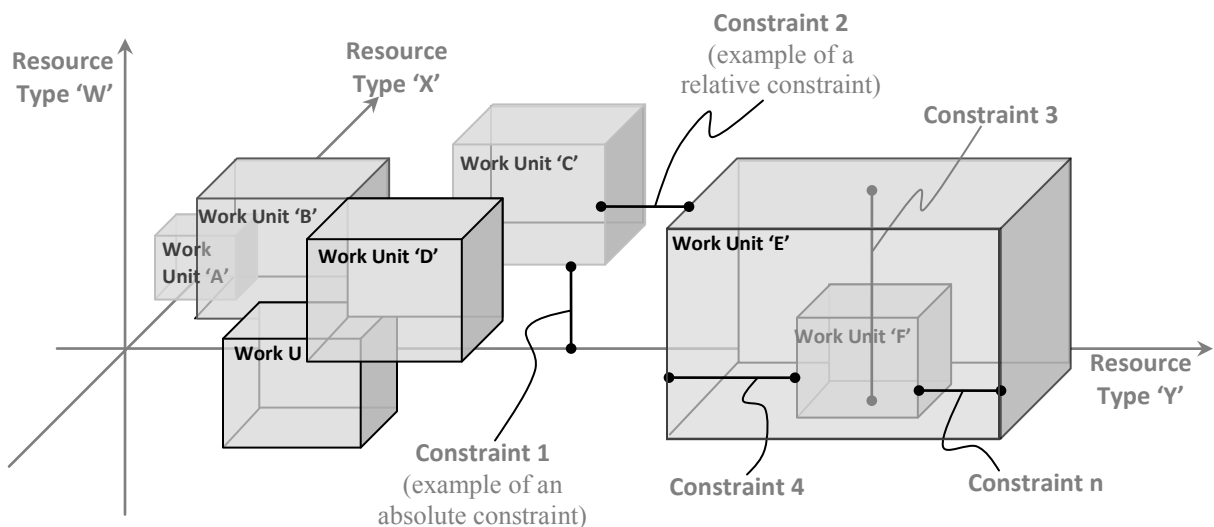 Constraint 2
(example of a
relative constraint)
Resource
Type ‘W’
Resource
Type ‘X’
Constraint 3
Work Unit ‘C’
Work Unit ‘B’
Work
Unit ‘A’
Work Unit ‘D’
Work Unit ‘E’
Work U
Work Unit ‘F’
Resource
Type ‘Y’
Constraint 1
(example of an
absolute constraint)
Constraint 4
Constraint n